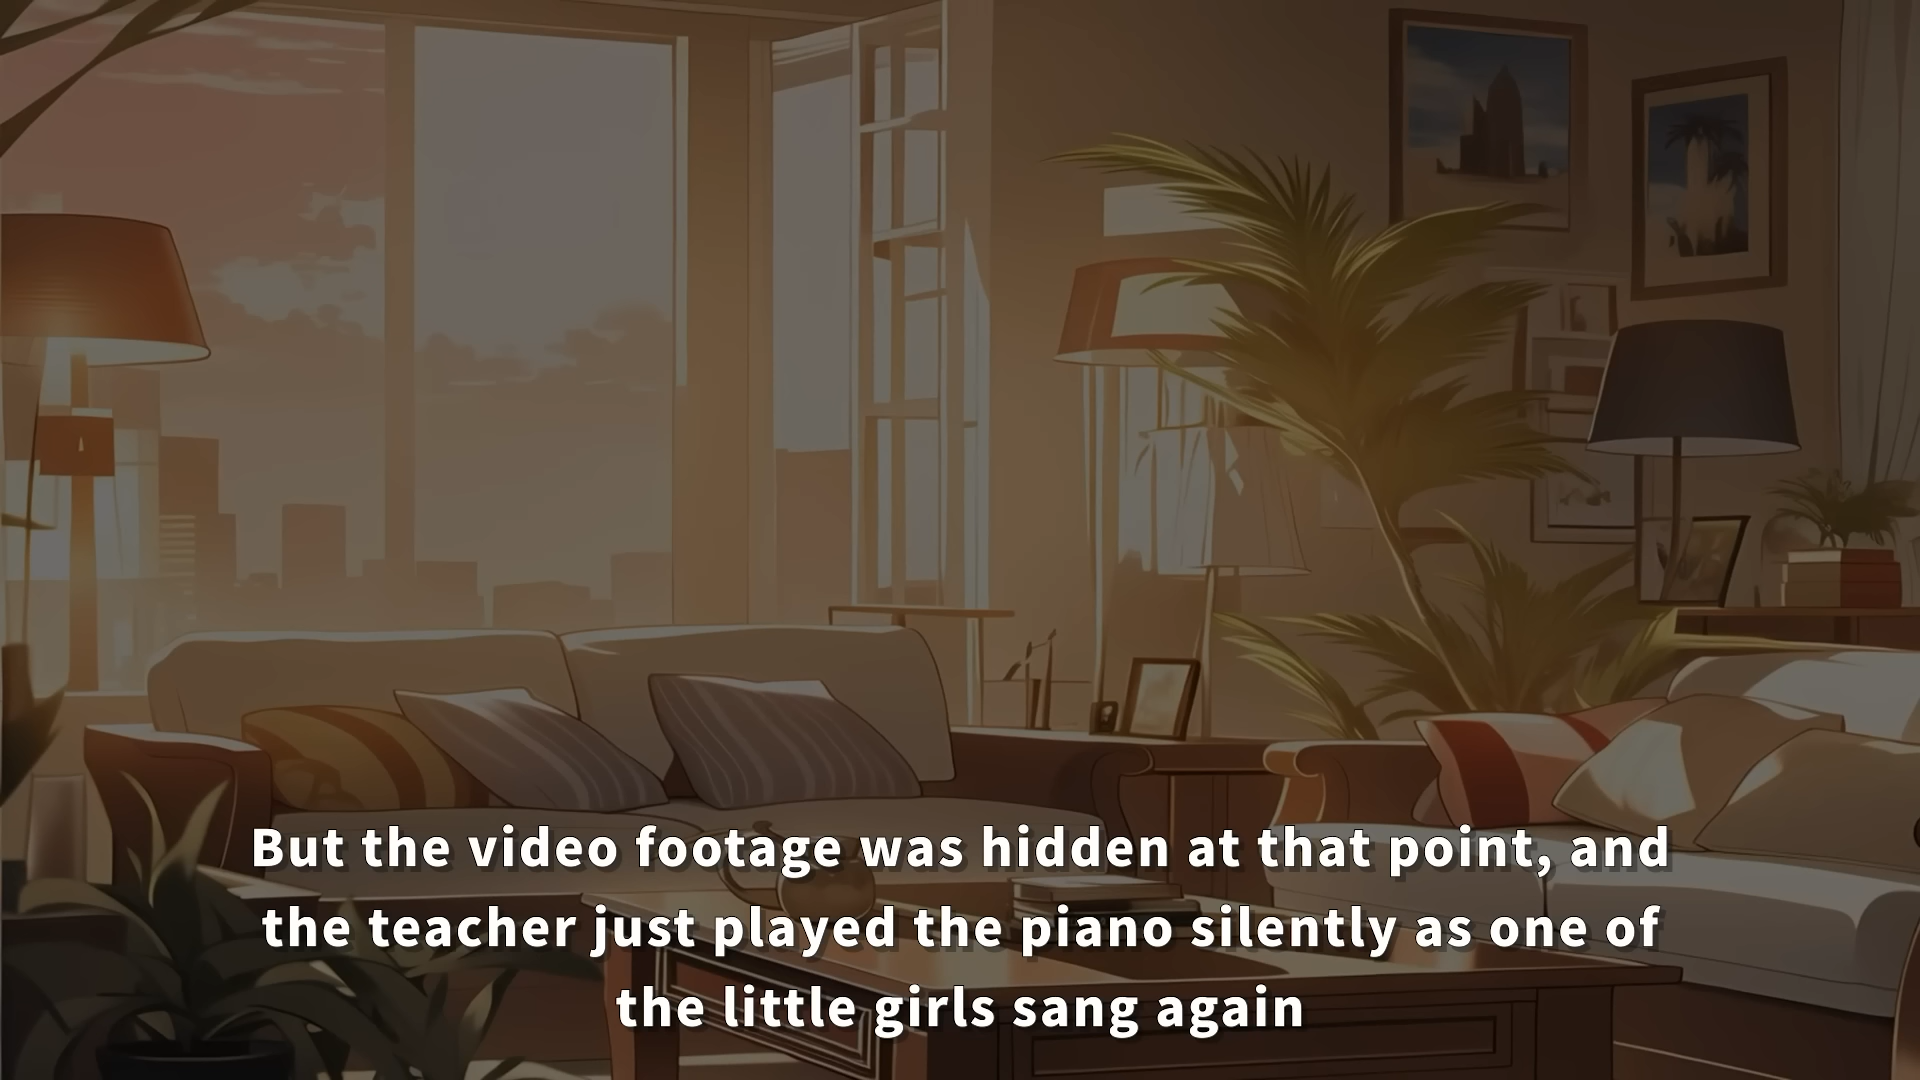 But the video footage was hidden at that point, and
the teacher just played the piano silently as one of
the little girls sang again